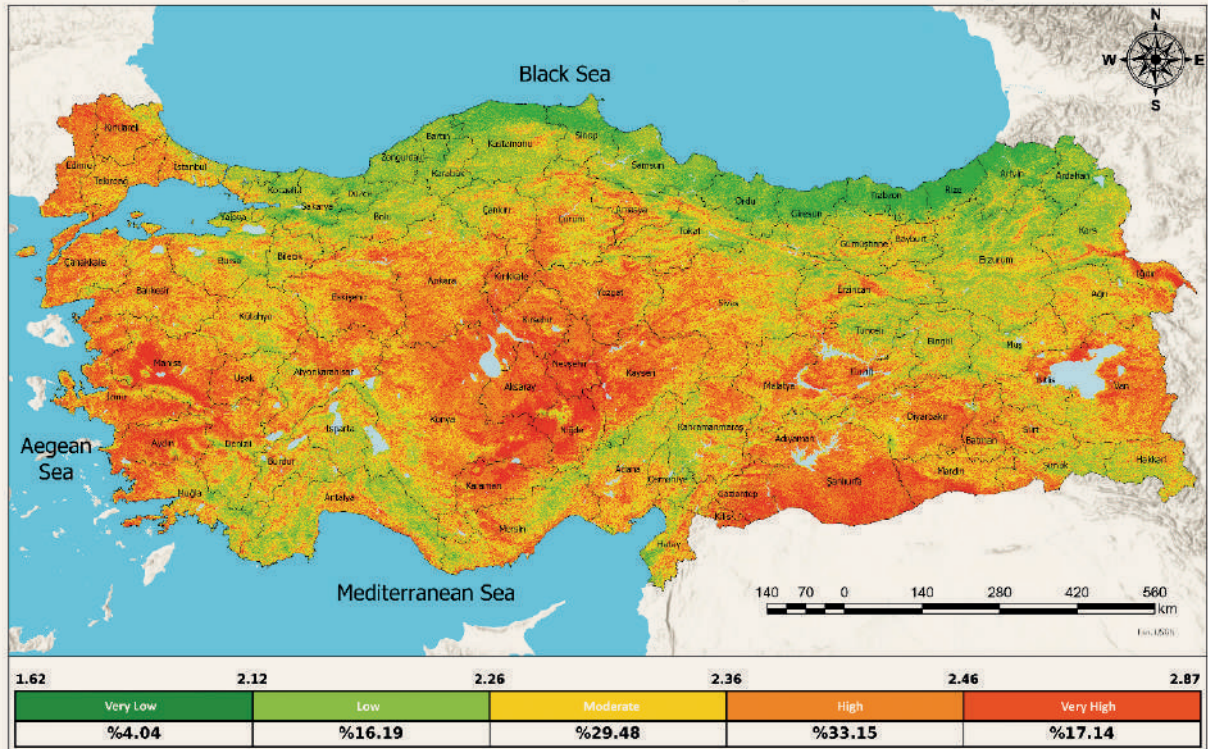 N
W E
S
Black Sea
Kırklareli
Edirne
Tekirdağ
İstanbul
Kocaeli
Yalova
Sakarya
Düzce
Zonguldak
Bartın
Karabük
Kastamonu
Sinop
Samsun
Ordu
Giresun
Trabzon
Rize
Artvin
Ardahan
Kars
Bolu
Çankırı
Çorum
Amasya
Tokat
Gümüşhane
Bayburt
Erzurum
Iğdır
Ağrı
Çanakkale
Balıkesir
Bursa
Bilecik
Eskişehir
Kütahya
Ankara
Kırıkkale
Yozgat
Kırşehir
Sivas
Erzincan
Tunceli
Bingöl
Muş
Bitlis
Van
Manisa
İzmir
Uşak
Afyonkarahisar
Aksaray
Nevşehir
Kayseri
Niğde
Konya
Malatya
Elazığ
Diyarbakır
Batman
Siirt
Şırnak
Hakkari
Mardin
Aegean
Sea
Aydın
Denizli
Isparta
Burdur
Muğla
Antalya
Karaman
Mersin
Adana
Kahramanmaraş
Osmaniye
Adıyaman
Gaziantep
Kilis
Şanlıurfa
Hatay
Mediterranean Sea
140 70 0 140 280 420 560
km
Esri, USGS
1.62 2.12 2.26 2.36 2.46 2.87
Very Low Low Moderate High Very High
%4.04 %16.19 %29.48 %33.15 %17.14